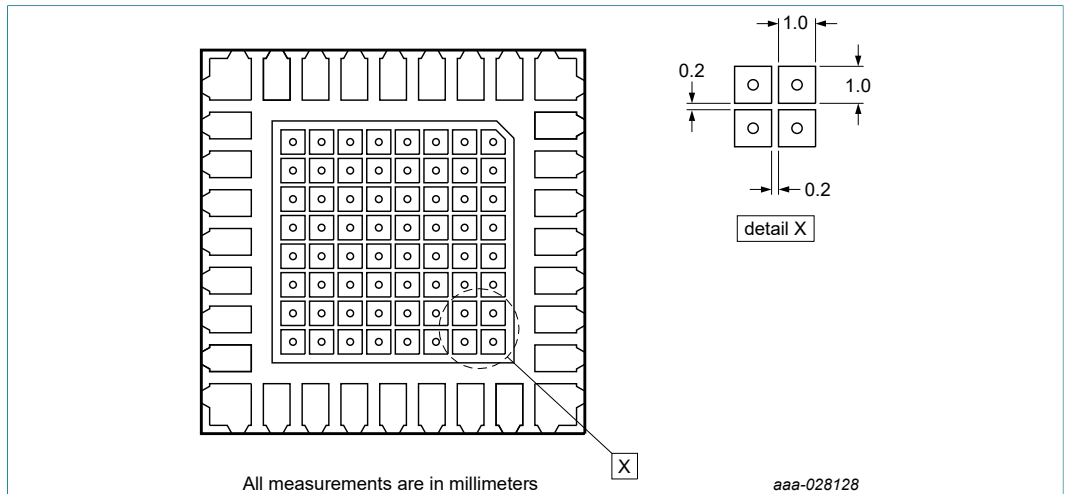 1.0
0.2
1.0
0.2
detail X
X
All measurements are in millimeters
aaa-028128